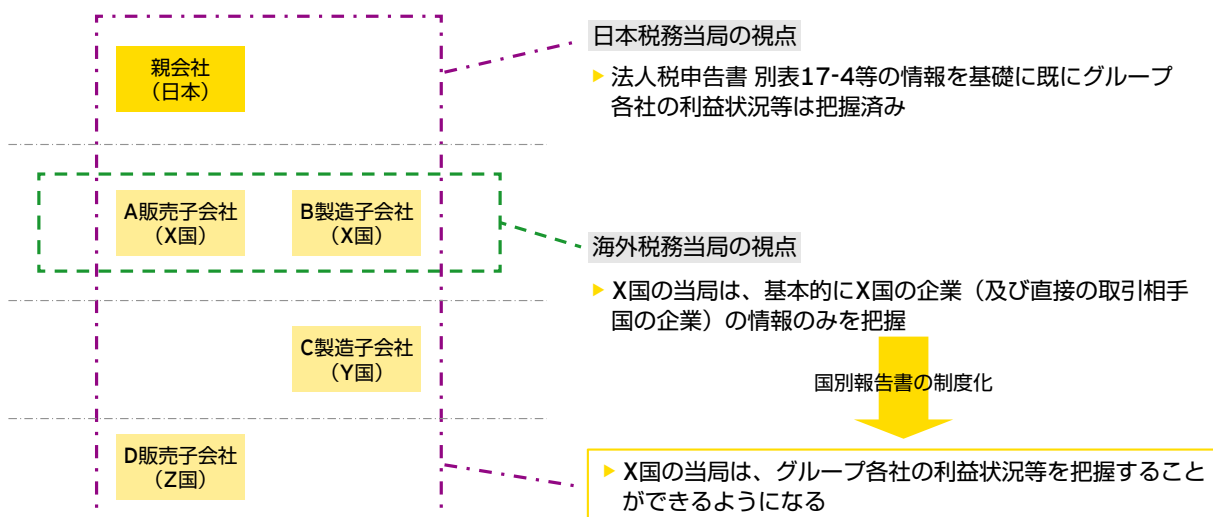 親会社
（日本）
日本税務当局の視点
法人税申告書 別表17-4等の情報を基礎に既にグループ
各社の利益状況等は把握済み
A販売子会社
（X国）
B製造子会社
（X国）
海外税務当局の視点
X国の当局は、基本的にX国の企業（及び直接の取引相手
国の企業）の情報のみを把握
C製造子会社
（Y国）
国別報告書の制度化
D販売子会社
（Z国）
X国の当局は、グループ各社の利益状況等を把握すること
ができるようになる